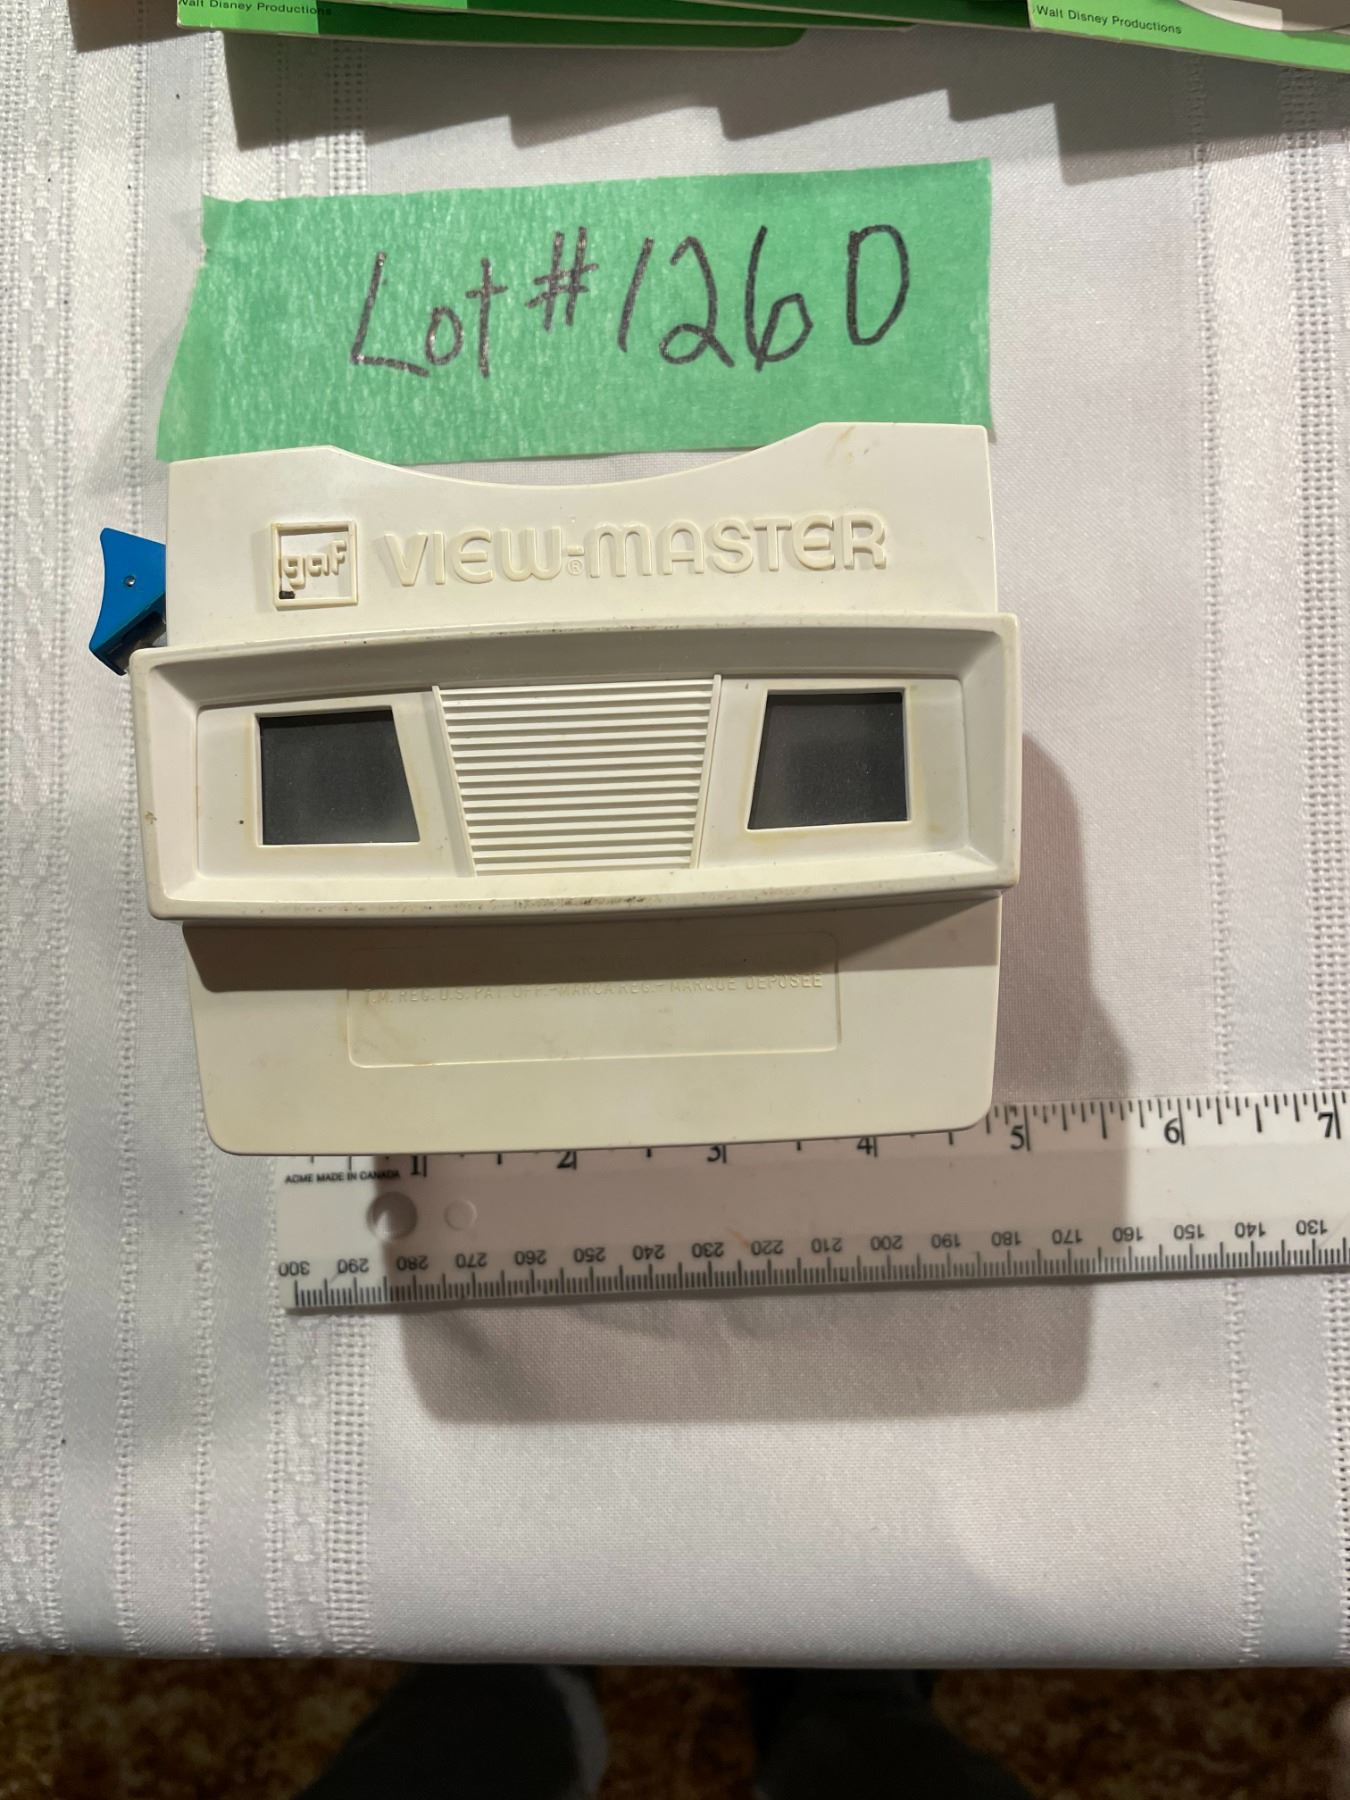 Walt Disney Productions
Walt Disney Productions
Lot #1260
gaf VIEW-MASTER
®
T.M. REG. U.S. PAT. OFF.-MARCA REG.- MARQUE DEPOSÉE
1 2 3 4 5 6 7
ACME MADE IN CANADA
300 290 280 270 260 250 240 230 220 210 200 190 180 170 160 150 140 130